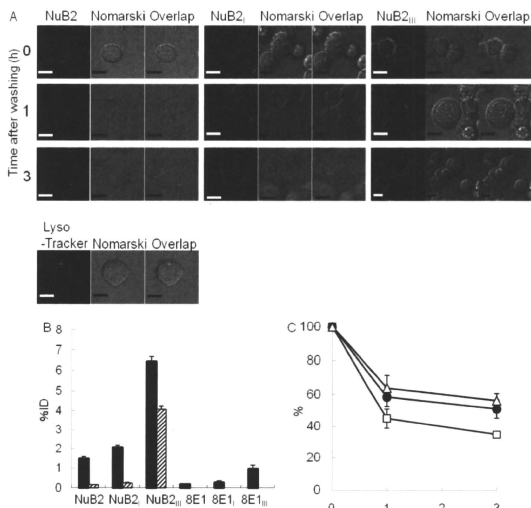 A
NuB2 Nomarski Overlap
NuB2I Nomarski Overlap
NuB2III Nomarski Overlap
Time after washing (h)
0
1
3
Lyso
-Tracker Nomarski Overlap
B
%ID
8
7
6
5
4
3
2
1
0
NuB2 NuB2I NuB2III 8E1 8E1I 8E1III
C
%
100
80
60
40
20
0 1 2 3